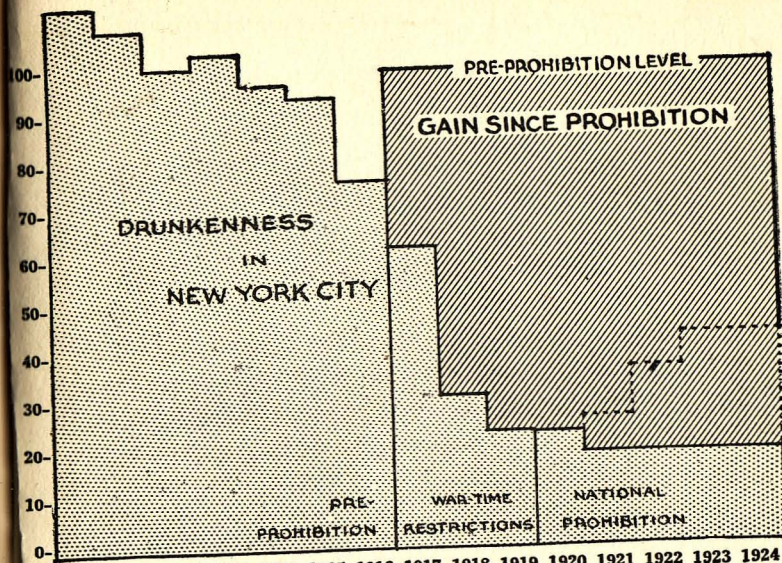 100-
PRE-PROHIBITION LEVEL
90-
GAIN SINCE PROHIBITION
80-
70-
DRUNKENNESS
IN
60-
NEW YORK CITY
50-
40-
30-
20-
10-
PRE-
PROHIBITION
WAR-TIME
RESTRICTIONS
NATIONAL
PROHIBITION
0-
1916 1917 1918 1919 1920 1921 1922 1923 1924